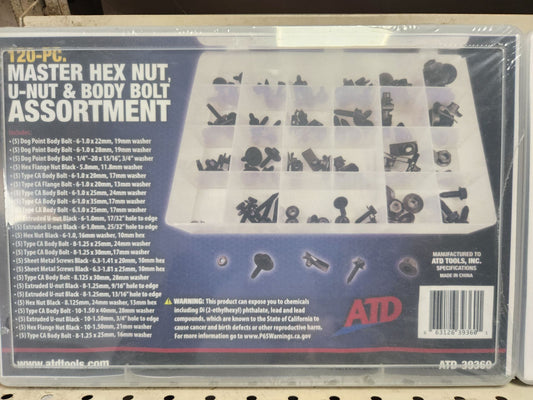 120-PC.
MASTER HEX NUT,
U-NUT & BODY BOLT
ASSORTMENT
Includes:
• (5) Dog Point Body Bolt - 6-1.0 x 22mm, 19mm washer
• (5) Dog Point Body Bolt - 6-1.0 x 28mm, 19mm washer
• (5) Dog Point Body Bolt - 1/4"-20 x 15/16", 3/4" washer
• (5) Hex Flange Nut Black - 5.8mm, 11.8mm washer
(5) Type CA Body Bolt - 6-1.0 x 20mm, 17mm washer
(5) Type CA Flange Bolt - 6-1.0 x 20mm, 13mm washer
(5) Type CA Body Bolt - 6-1.0 x 25mm, 24mm washer
(5) Type CA Body Bolt - 6-1.0 x 35mm, 17mm washer
(5) Type CA Body Bolt - 6-1.0 x 25mm, 17mm washer
(5) Extruded U-nut Black - 6-1.0mm, 17/32" hole to edge
(5) Extruded U-nut Black - 6-1.0mm, 25/32" hole to edge
(5) Hex Nut Black - 6-1.0, 16mm washer, 10mm hex
(5) Type CA Body Bolt - 8-1.25 x 25mm, 24mm washer
(5) Type CA Body Bolt - 8-1.25 x 30mm, 17mm washer
(5) Sheet Metal Screws Black - 6.3-1.41 x 20mm, 10mm hex
(5) Sheet Metal Screws Black - 6.3-1.81 x 25mm, 10mm hex
(5) Type CA Body Bolt - 8.125 x 30mm, 28mm washer
(5) Extruded U-nut Black - 8-1.25mm, 9/16" hole to edge
(5) Extruded U-nut Black - 8-1.25mm, 13/16" hole to edge
• (5) Hex Nut Black - 8.125mm, 24mm washer, 13mm hex
• (5) Type CA Body Bolt - 10-1.50 x 40mm, 28mm washer
• (5) Extruded U-nut Black - 10-1.50mm, 3/4" hole to edge
• (5) Hex Flange Nut Black - 10-1.50mm, 21mm washer
• (5) Type CA Body Bolt - 8-1.25 x 25mm, 16mm washer
WARNING: This product can expose you to chemicals
including Di (2-ethylhexyl) phthalate, lead and lead
compounds, which are known to the State of California to
cause cancer and birth defects or other reproductive harm.
For more information go to www.P65Warnings.ca.gov
MANUFACTURED TO
ATD TOOLS, INC.
SPECIFICATIONS
MADE IN CHINA
ATD
6 63128 39360 1
www.atdtools.com
ATD-39360